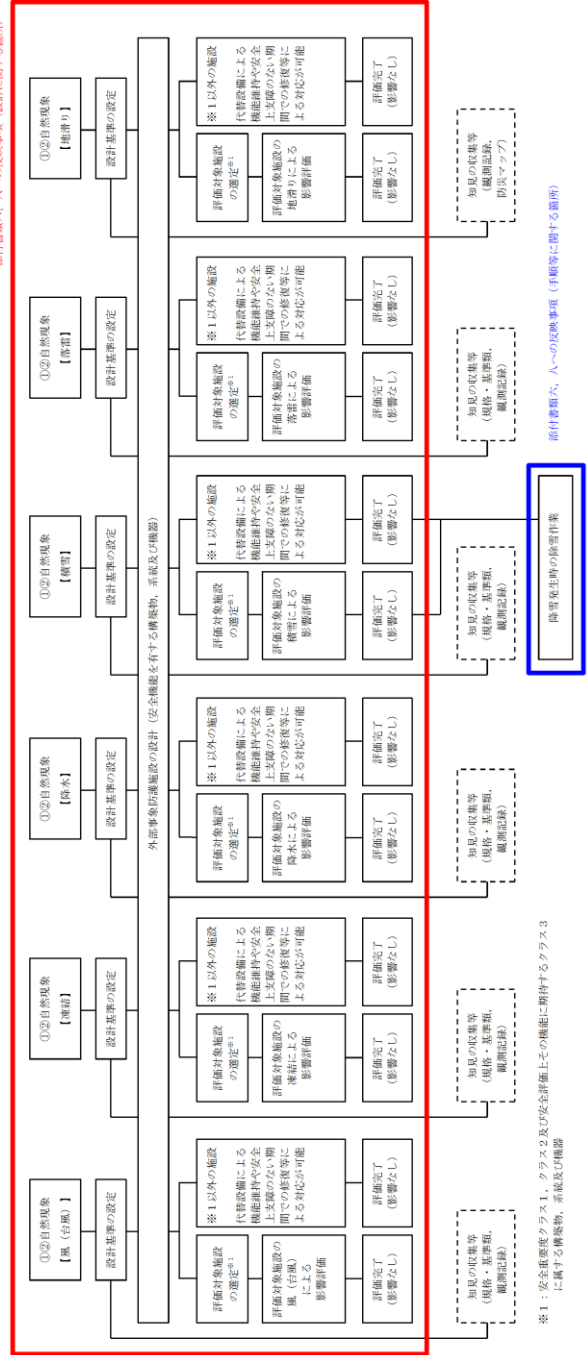 ①②自然現象
【風（台風）】
設計基準の設定
①②自然現象
【凍結】
設計基準の設定
①②自然現象
【降水】
設計基準の設定
①②自然現象
【積雪】
設計基準の設定
①②自然現象
【落雷】
設計基準の設定
①②自然現象
【地滑り】
設計基準の設定
外部事象防護施設の設計（安全機能を有する構築物，系統及び機器）
評価対象施設
の選定※1
評価対象施設の
風（台風）
による
影響評価
評価完了
（影響なし）
※１以外の施設
代替設備による
機能維持や安全
上支障のない期
間での修復等に
よる対応が可能
評価完了
（影響なし）
知見の収集等
（規格・基準類，
観測記録）
評価対象施設
の選定※1
評価対象施設の
凍結による
影響評価
評価完了
（影響なし）
※１以外の施設
代替設備による
機能維持や安全
上支障のない期
間での修復等に
よる対応が可能
評価完了
（影響なし）
知見の収集等
（規格・基準類，
観測記録）
評価対象施設
の選定※1
評価対象施設の
降水による
影響評価
評価完了
（影響なし）
※１以外の施設
代替設備による
機能維持や安全
上支障のない期
間での修復等に
よる対応が可能
評価完了
（影響なし）
知見の収集等
（規格・基準類，
観測記録）
評価対象施設
の選定※1
評価対象施設の
積雪による
影響評価
評価完了
（影響なし）
※１以外の施設
代替設備による
機能維持や安全
上支障のない期
間での修復等に
よる対応が可能
評価完了
（影響なし）
知見の収集等
（規格・基準類，
観測記録）
降雪発生時の除雪作業
評価対象施設
の選定※1
評価対象施設の
落雷による
影響評価
評価完了
（影響なし）
※１以外の施設
代替設備による
機能維持や安全
上支障のない期
間での修復等に
よる対応が可能
評価完了
（影響なし）
知見の収集等
（規格・基準類，
観測記録）
評価対象施設
の選定※1
評価対象施設の
地滑りによる
影響評価
評価完了
（影響なし）
※１以外の施設
代替設備による
機能維持や安全
上支障のない期
間での修復等に
よる対応が可能
評価完了
（影響なし）
知見の収集等
（観測記録，
防災マップ）
添付書類六，八への反映事項（手順等に関する箇所）
※１：安全重要度クラス１，クラス２及び安全評価上その機能に期待するクラス３
に属する構築物，系統及び機器